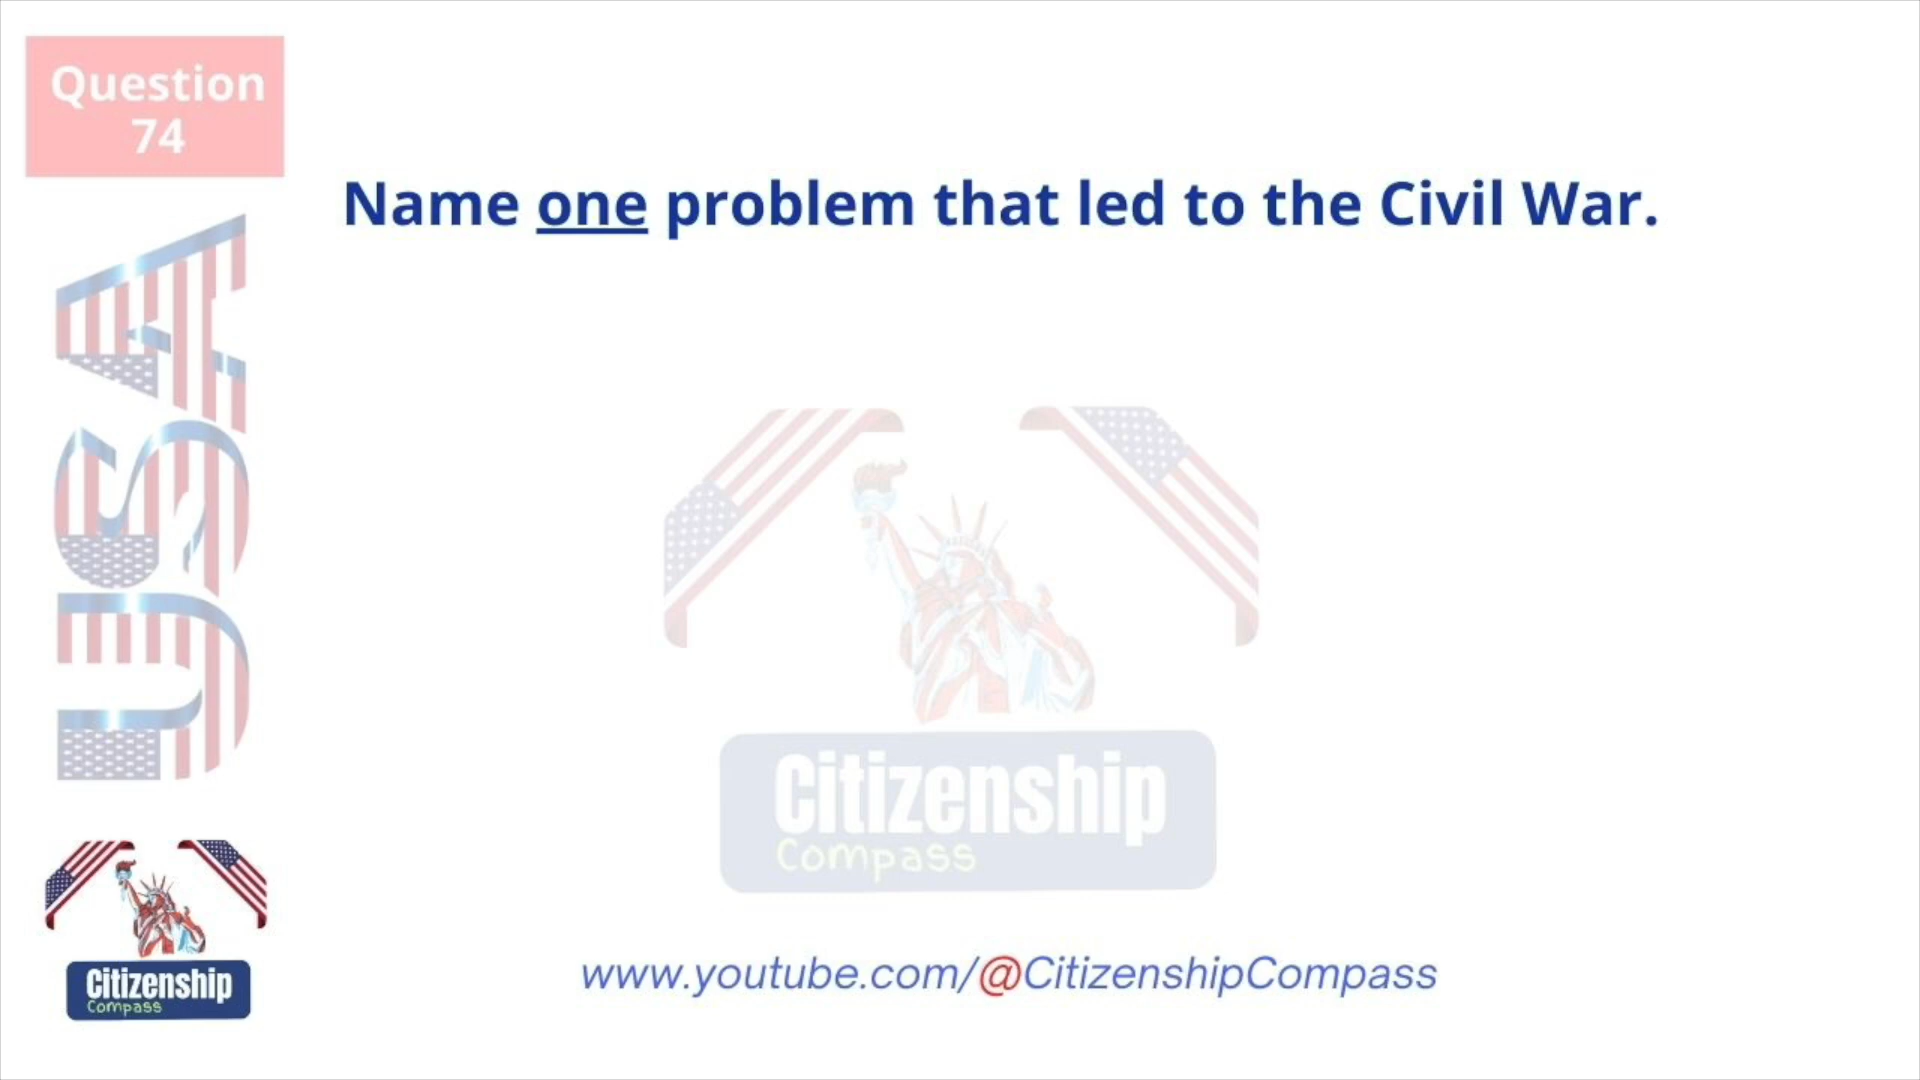 Question
74
Name one problem that led to the Civil War.
USA
Citizenship
Compass
Citizenship
Compass
www.youtube.com/@CitizenshipCompass